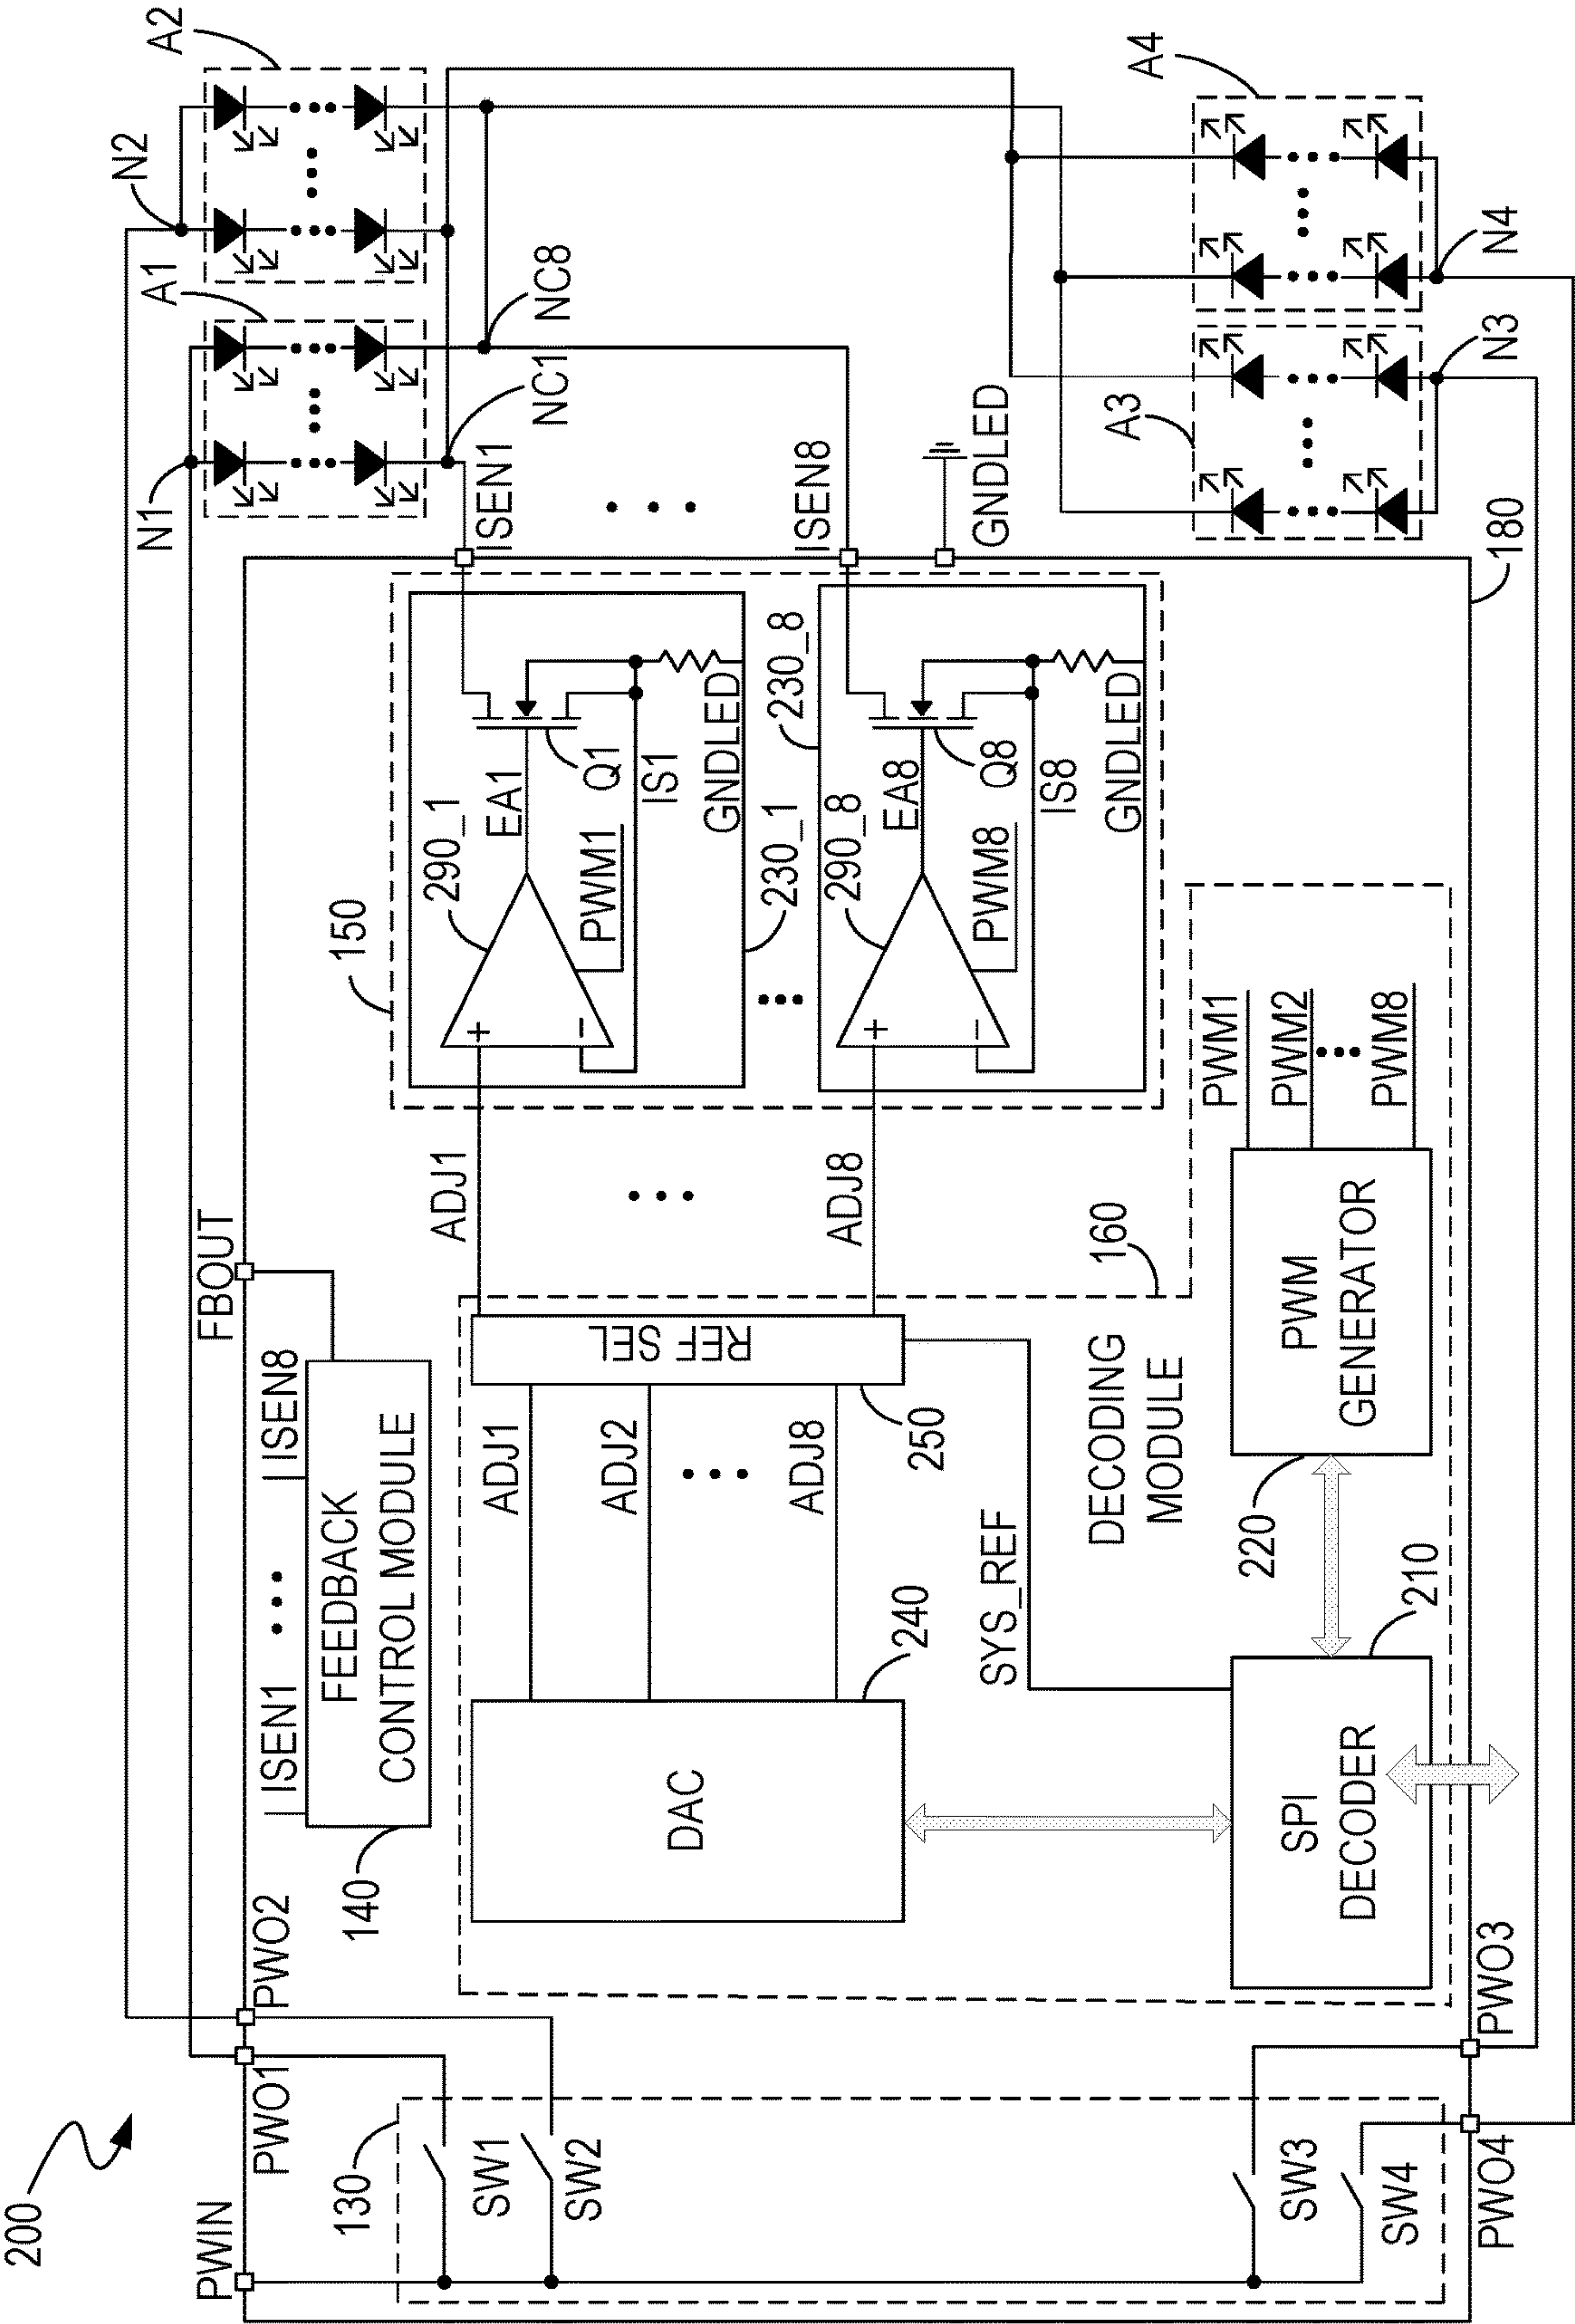 200
PWIN
PWO1
PWO2
FBOUT
N1
N2
A1
A2
130
SW1
SW2
SW3
SW4
PWO4
PWO3
140
ISEN1
ISEN8
FEEDBACK
CONTROL MODULE
DAC
240
ADJ1
ADJ2
ADJ8
REF SEL
250
SYS_REF
DECODING
MODULE
160
SPI
DECODER
210
220
PWM
GENERATOR
PWM1
PWM2
PWM8
ADJ1
ADJ8
150
290_1
+
−
EA1
PWM1
Q1
IS1
GNDLED
230_1
230_8
290_8
+
−
EA8
PWM8
Q8
IS8
GNDLED
ISEN1
ISEN8
GNDLED
NC1
NC8
A3
A4
N3
N4
180